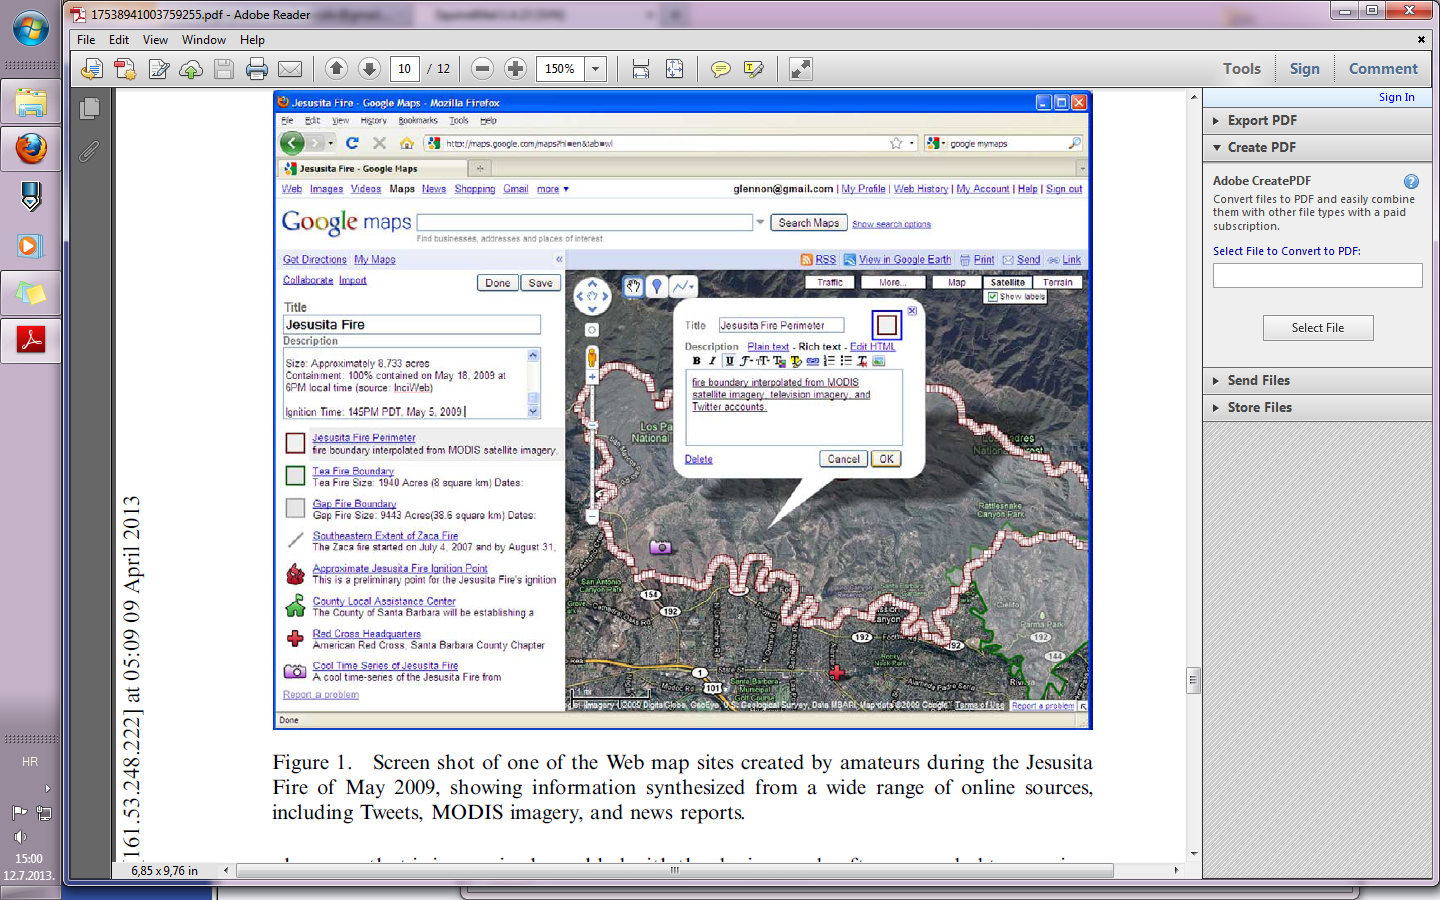 17538941003759255.pdf - Adobe Reader
File Edit View Window Help
10 / 12 150% Tools Sign Comment
Sign In
Export PDF
Create PDF
Adobe CreatePDF
Convert files to PDF and easily combine
them with other file types with a paid
subscription.
Select File to Convert to PDF:
Select File
Send Files
Store Files
Jesusita Fire - Google Maps - Mozilla Firefox
File Edit View History Bookmarks Tools Help
http://maps.google.com/maps?hl=en&tab=wl
google mymaps
Jesusita Fire - Google Maps
Web Images Videos Maps News Shopping Gmail more
glennon@gmail.com | My Profile | Web History | My Account | Help | Sign out
Google maps
Search Maps
Show search options
Find businesses, addresses and places of interest.
Get Directions My Maps «
RSS View in Google Earth Print Send Link
Collaborate Import Done Save
Title
Jesusita Fire
Description
Size: Approximately 8,733 acres
Containment: 100% contained on May 18, 2009 at
6PM local time (source: InciWeb)
Ignition Time: 145PM PDT, May 5, 2009
Jesusita Fire Perimeter
fire boundary interpolated from MODIS satellite imagery,
Tea Fire Boundary
Tea Fire Size: 1940 Acres (8 square km) Dates:
Gap Fire Boundary
Gap Fire Size: 9443 Acres(38.6 square km) Dates:
Southeastern Extent of Zaca Fire
The Zaca fire started on July 4, 2007 and by August 31,
Approximate Jesusita Fire Ignition Point
This is a preliminary point for the Jesusita Fire's ignition
County Local Assistance Center
The County of Santa Barbara will be establishing a
Red Cross Headquarters
American Red Cross, Santa Barbara County Chapter
Cool Time Series of Jesusita Fire
A cool time-series of the Jesusita Fire from
Report a problem
Done
Traffic More... Map Satellite Terrain
Show labels
Title Jesusita Fire Perimeter
Description Plain text - Rich text - Edit HTML
fire boundary interpolated from MODIS
satellite imagery, television imagery, and
Twitter accounts.
Delete Cancel OK
Los Pa
National
Rattlesnake
Canyon Park
San Antonio
Canyon Park
154
192
192
192
Cielito
Parma Park
144
Rocky
Nook Park
1
101
State St
Santa Barbara
Municipal
Golf Course
Alameda Padre Serra
Riviera
1 mi
Imagery ©2009 DigitalGlobe, GeoEye, U.S. Geological Survey, Data MBARI, Map data ©2009 Google - Terms of Use
Report a problem
Figure 1. Screen shot of one of the Web map sites created by amateurs during the Jesusita
Fire of May 2009, showing information synthesized from a wide range of online sources,
including Tweets, MODIS imagery, and news reports.
[161.53.248.222] at 05:09 09 April 2013
6,85 x 9,76 in
HR
15:00
12.7.2013.